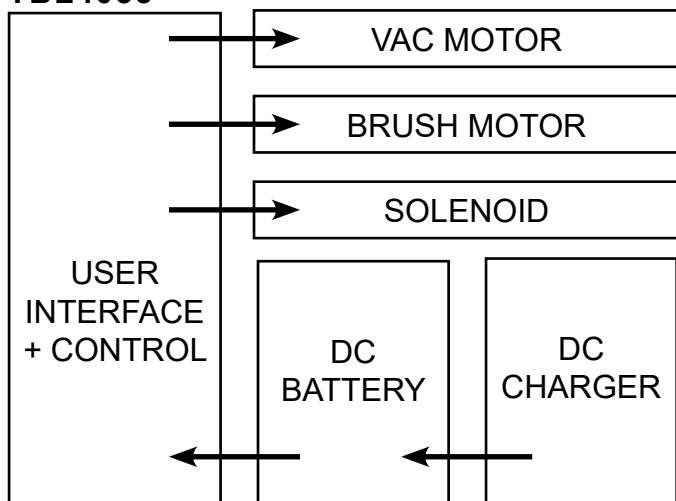 VAC MOTOR
BRUSH MOTOR
SOLENOID
USER
INTERFACE
+ CONTROL
DC
BATTERY
DC
CHARGER